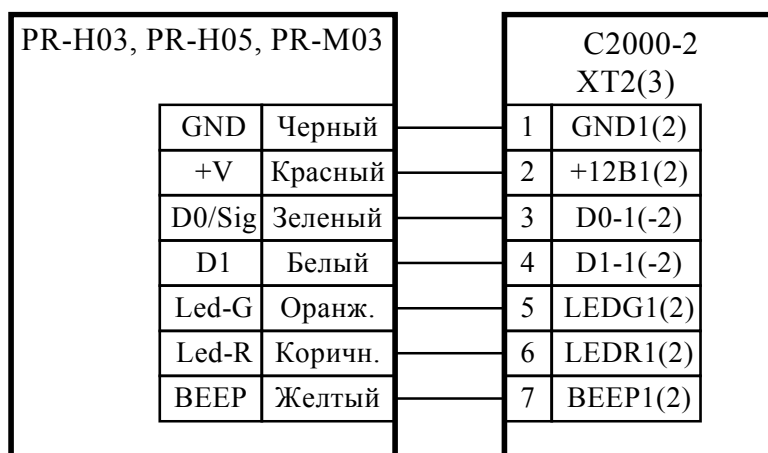 PR-H03, PR-H05, PR-M03
C2000-2
XT2(3)
GND Черный 1 GND1(2)
+V Красный 2 +12В1(2)
D0/Sig Зеленый 3 D0-1(-2)
D1 Белый 4 D1-1(-2)
Led-G Оранж. 5 LEDG1(2)
Led-R Коричн. 6 LEDR1(2)
BEEP Желтый 7 BEEP1(2)